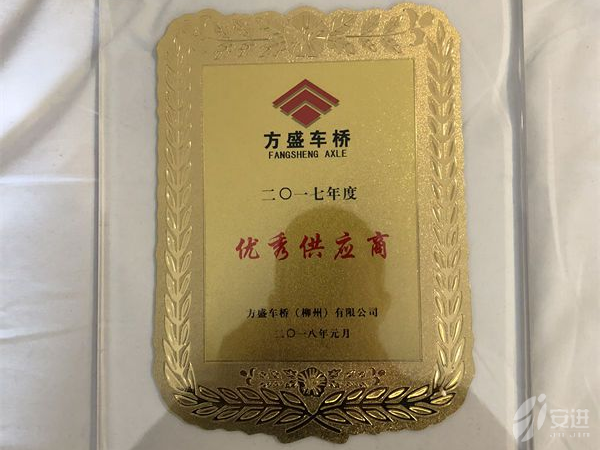 方盛车桥
FANGSHENG AXLE
二〇一七年度
优秀供应商
方盛车桥（柳州）有限公司
二〇一八年元月
安进